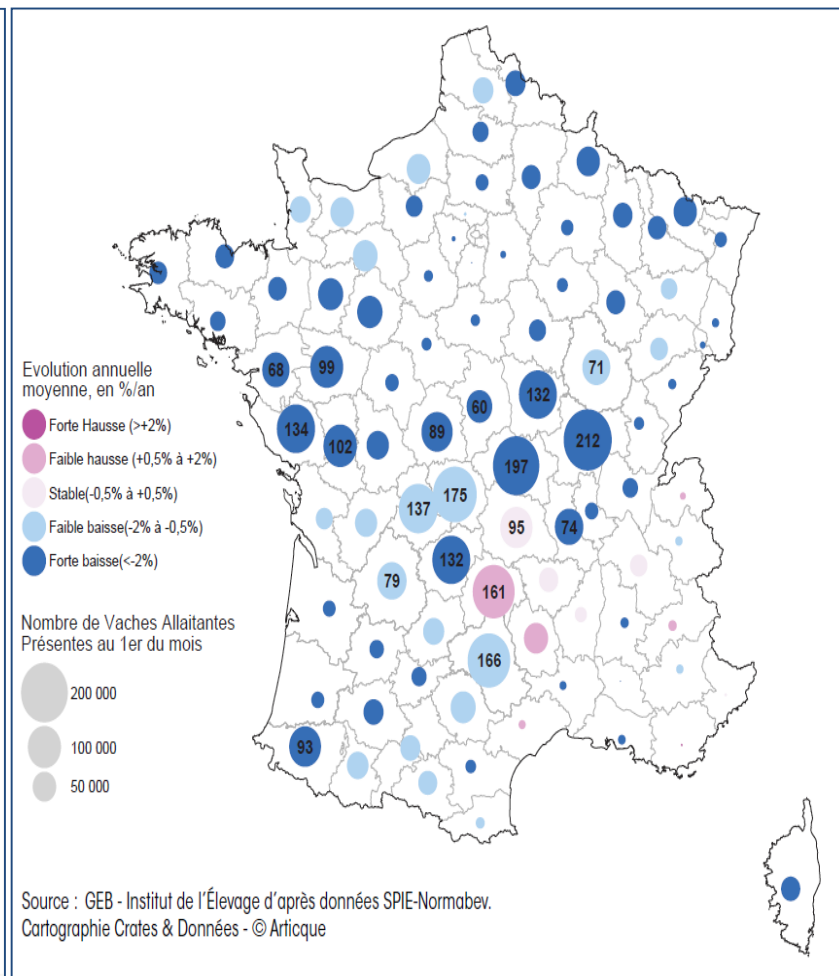 71
68
99
132
60
134
102
89
212
197
175
137
95
74
132
79
161
166
93
Evolution annuelle
moyenne, en %/an
Forte Hausse (>+2%)
Faible hausse (+0,5% à +2%)
Stable(-0,5% à +0,5%)
Faible baisse(-2% à -0,5%)
Forte baisse(<-2%)
Nombre de Vaches Allaitantes
Présentes au 1er du mois
200 000
100 000
50 000
Source : GEB - Institut de l'Élevage d'après données SPIE-Normabev.
Cartographie Crates & Données - © Articque